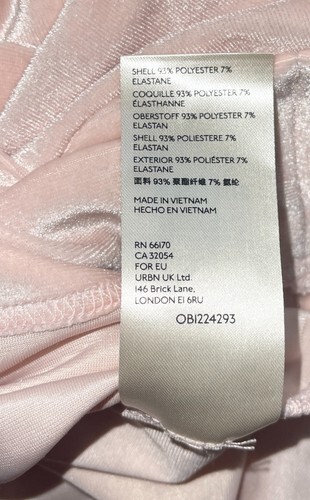 SHELL 93% POLYESTER 7%
ELASTANE
COQUILLE 93% POLYESTER 7%
ÉLASTHANNE
OBERSTOFF 93% POLYESTER 7%
ELASTAN
SHELL 93% POLIESTERE 7%
ELASTAN
EXTERIOR 93% POLIÉSTER 7%
ELASTANE
面料 93% 聚酯纤维 7% 氨纶
MADE IN VIETNAM
HECHO EN VIETNAM
RN 66170
CA 32054
FOR EU
URBN UK Ltd.
146 Brick Lane,
LONDON E1 6RU
OB1224293